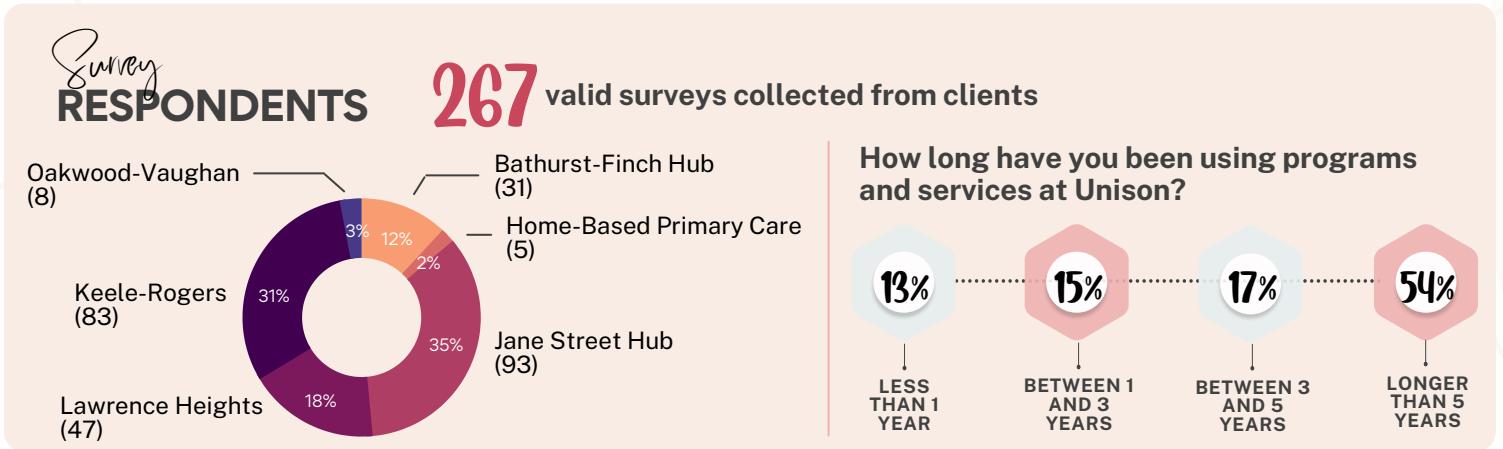 Survey
RESPONDENTS
267 valid surveys collected from clients
Oakwood-Vaughan
(8)
Bathurst-Finch Hub
(31)
Home-Based Primary Care
(5)
Keele-Rogers
(83)
Jane Street Hub
(93)
Lawrence Heights
(47)
3%
12%
2%
31%
35%
18%
How long have you been using programs
and services at Unison?
13%
15%
17%
54%
LESS
THAN 1
YEAR
BETWEEN 1
AND 3
YEARS
BETWEEN 3
AND 5
YEARS
LONGER
THAN 5
YEARS